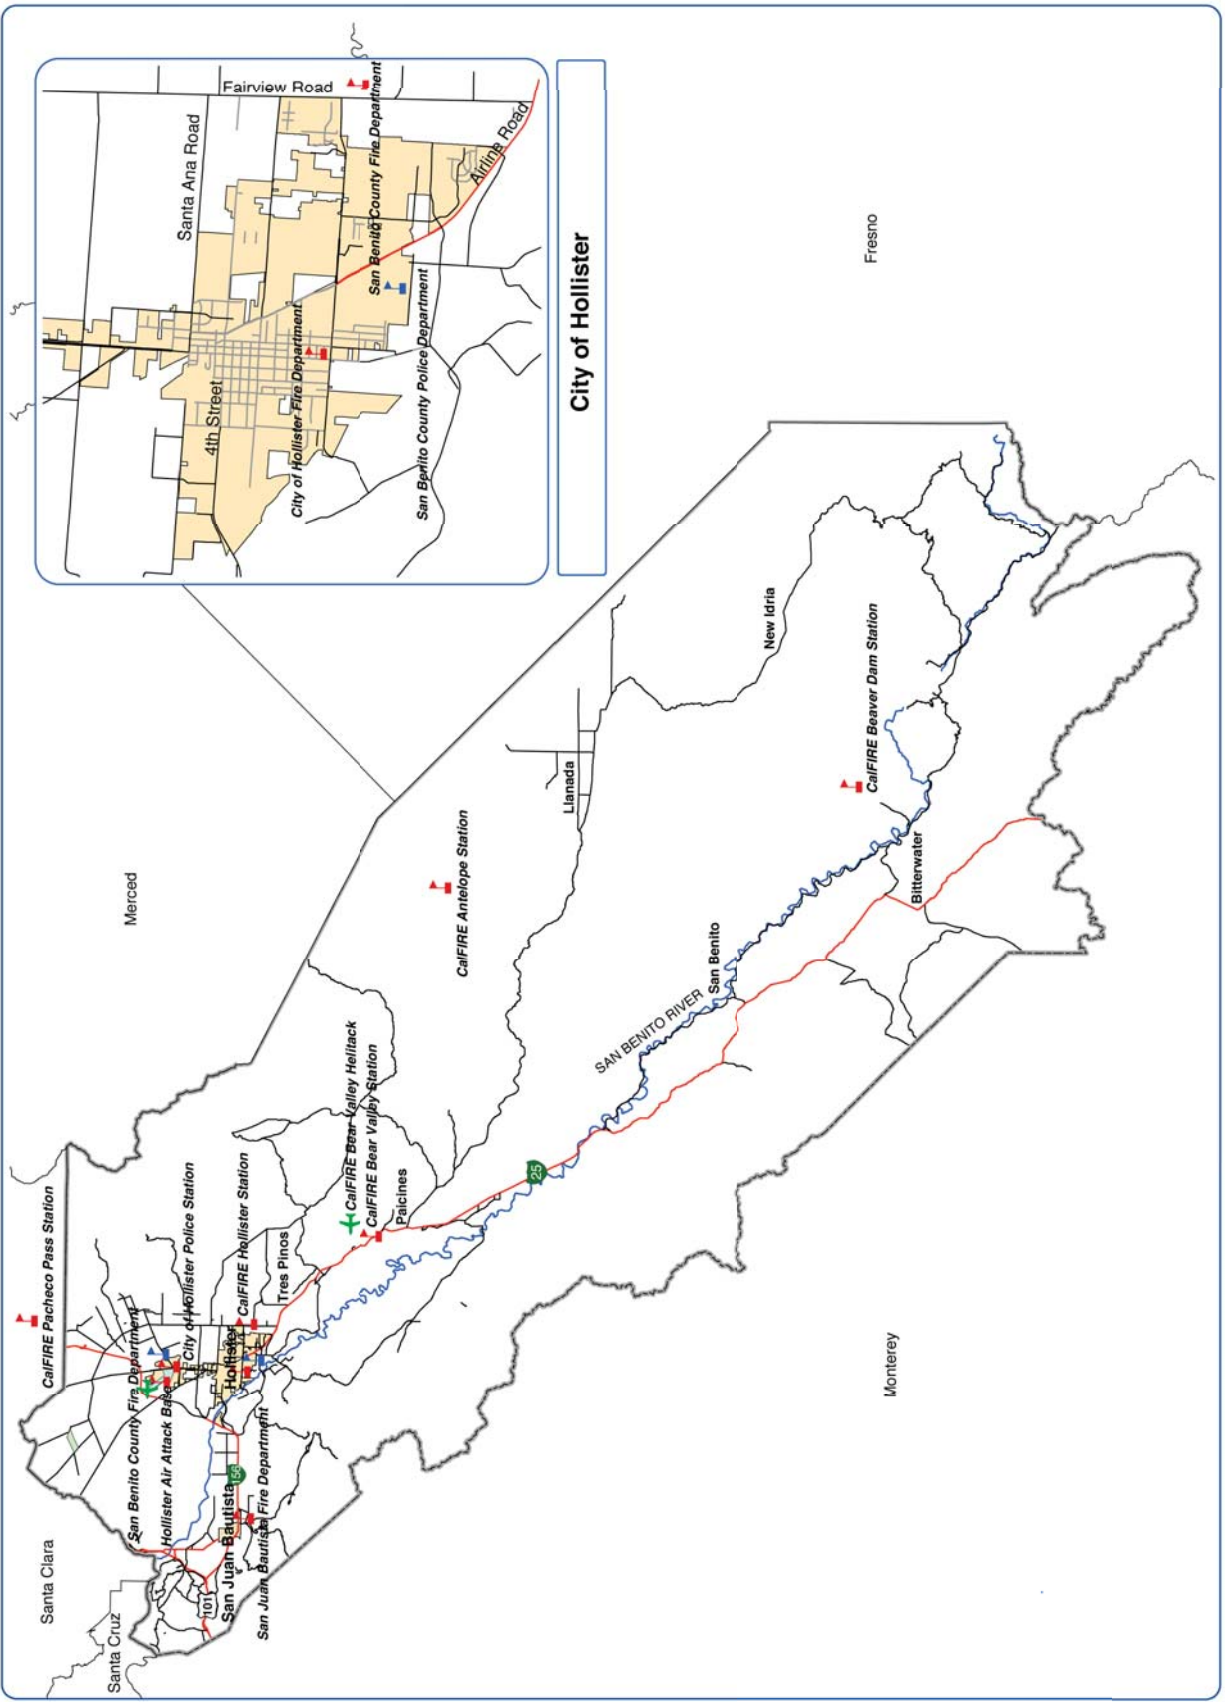 Santa Clara
Santa Cruz
Merced
Fresno
Monterey
CalFIRE Pacheco Pass Station
San Benito County Fire Department
Hollister Air Attack Base
City of Hollister Police Station
CalFIRE Hollister Station
Hollister
San Juan Bautista
San Juan Bautista Fire Department
101
156
Tres Pinos
CalFIRE Bear Valley Helitack
CalFIRE Bear Valley Station
Paicines
25
CalFIRE Antelope Station
SAN BENITO RIVER
San Benito
Llanada
New Idria
CalFIRE Beaver Dam Station
Bitterwater
Fairview Road
Santa Ana Road
4th Street
Airline Road
San Benito County Fire Department
City of Hollister Fire Department
San Benito County Police Department
City of Hollister